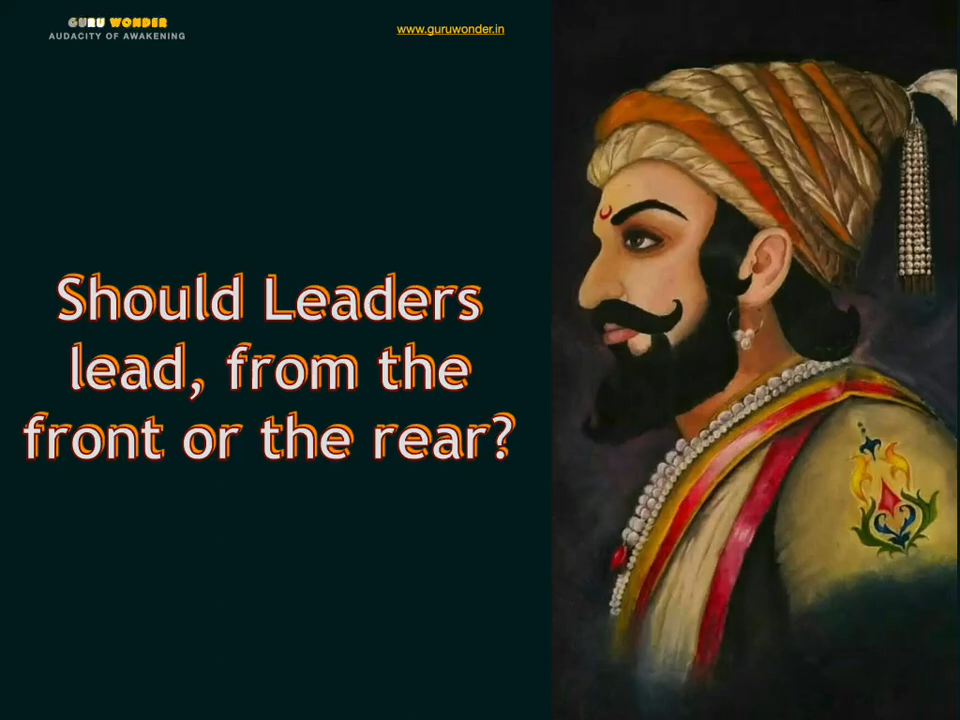 GURU WONDER
AUDACITY OF AWAKENING
www.guruwonder.in
Should Leaders
lead, from the
front or the rear?